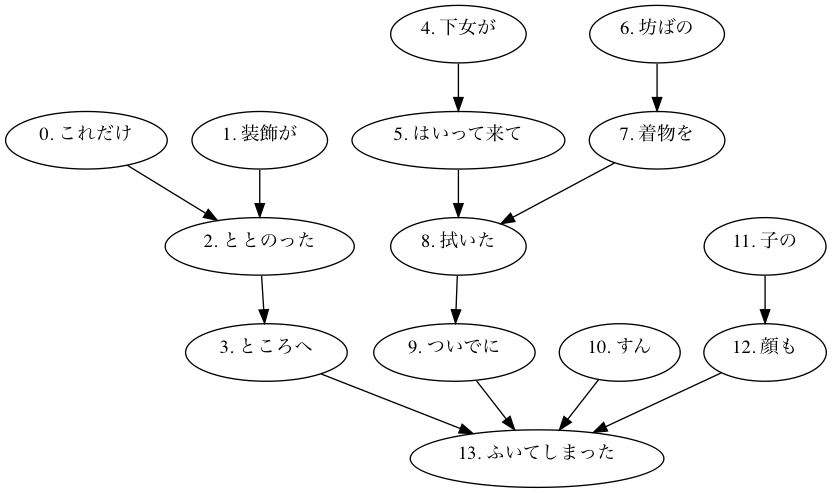 4. 下女が
6. 坊ばの
0. これだけ
1. 装飾が
5. はいって来て
7. 着物を
2. ととのった
8. 拭いた
11. 子の
3. ところへ
9. ついでに
10. すん
12. 顔も
13. ふいてしまった